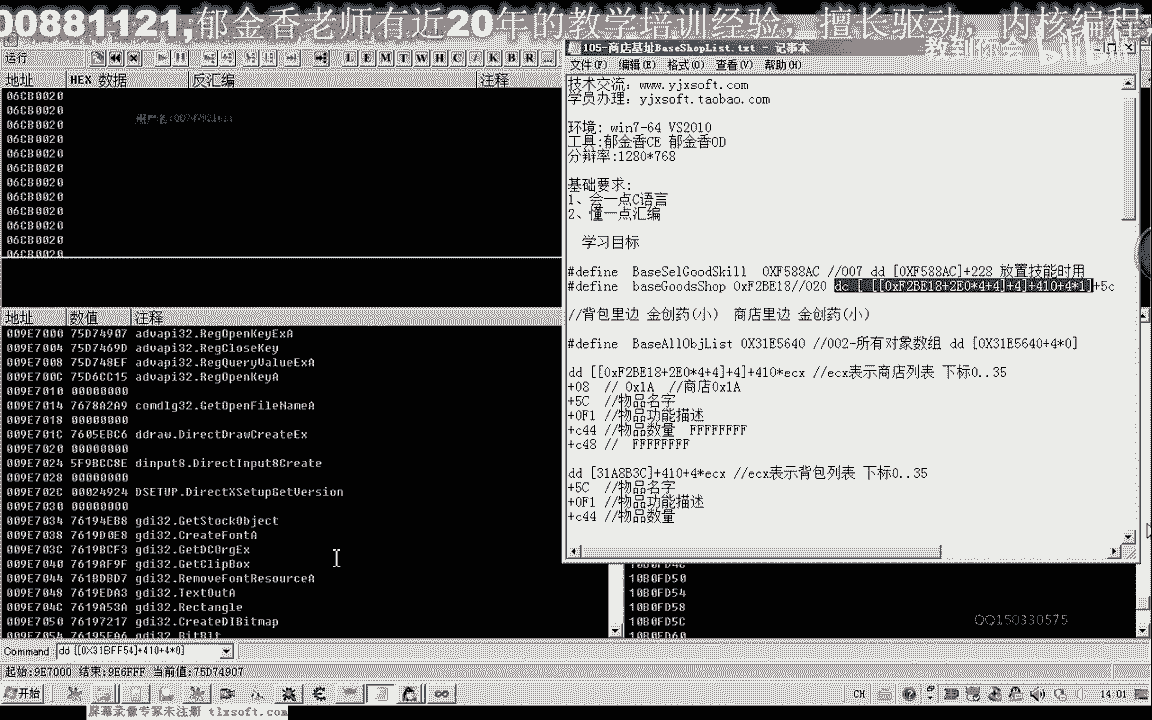 00881121;郁金香老师有近20年的教学培训经验，擅长驱动，内核编程，
教到你会 bilibili
运行
L E M T W H C / K B R ...
地址 HEX 数据 反汇编 注释
06CB0020
06CB0020
06CB0020
06CB0020
06CB0020
06CB0020
06CB0020
06CB0020
06CB0020
06CB0020
06CB0020
06CB0020
地址 数值 注释
009E7000 75D74907 advapi32.RegOpenKeyExA
009E7004 75D7469D advapi32.RegCloseKey
009E7008 75D748EF advapi32.RegQueryValueExA
009E700C 75D6CC15 advapi32.RegOpenKeyA
009E7010 00000000
009E7014 7678A2A9 comdlg32.GetOpenFileNameA
009E7018 00000000
009E701C 7605EBC6 ddraw.DirectDrawCreateEx
009E7020 00000000
009E7024 5F9BCC8E dinput8.DirectInput8Create
009E7028 00000000
009E702C 00024924 DSETUP.DirectXSetupGetVersion
009E7030 00000000
009E7034 76194EB8 gdi32.GetStockObject
009E7038 7619D0E8 gdi32.CreateFontA
009E703C 7619BCF3 gdi32.GetDCOrgEx
009E7040 7619AF9F gdi32.GetClipBox
009E7044 7618DBD7 gdi32.RemoveFontResourceA
009E7048 7619EDA3 gdi32.TextOutA
009E704C 7619A53A gdi32.Rectangle
009E7050 76197217 gdi32.CreateDIBitmap
009E7054 76195EA6 gdi32.BitBlt
105-商店基址BaseShopList.txt - 记事本
文件(F) 编辑(E) 格式(O) 查看(V) 帮助(H)
技术交流: www.yjxsoft.com
学员办理: yjxsoft.taobao.com
环境: win7-64 VS2010
工具:郁金香CE 郁金香OD
分辩率:1280*768
基础要求:
1、会一点C语言
2、懂一点汇编
学习目标
#define BaseSelGoodSkill 0XF588AC //007 dd [0XF588AC]+228 放置技能时用
#define baseGoodsShop 0xF2BE18//020 dc [ [[0xF2BE18+2E0*4+4]+4]+410+4*1]+5c
//背包里边 金创药(小) 商店里边 金创药(小)
#define BaseAllObjList 0X31E5640 //002-所有对象数组 dd [0X31E5640+4*0]
dd [[0xF2BE18+2E0*4+4]+4]+410*ecx //ecx表示商店列表 下标0..35
+08 // 0x1A //商店0x1A
+5C //物品名字
+0F1 //物品功能描述
+c44 //物品数量 FFFFFFFF
+c48 // FFFFFFFF
dd [31A8B3C]+410+4*ecx //ecx表示背包列表 下标0..35
+5C //物品名字
+0F1 //物品功能描述
+c44 //物品数量
10B0FD4C
10B0FD50
10B0FD54
10B0FD58
10B0FD5C
10B0FD60
QQ150330575
Command dd [[0X31BFF54]+410+4*0]
起始:9E7000 结束:9E6FFF 当前值:75D74907
开始 CH 14:01
屏幕录像专家未注册 tlxsoft.com